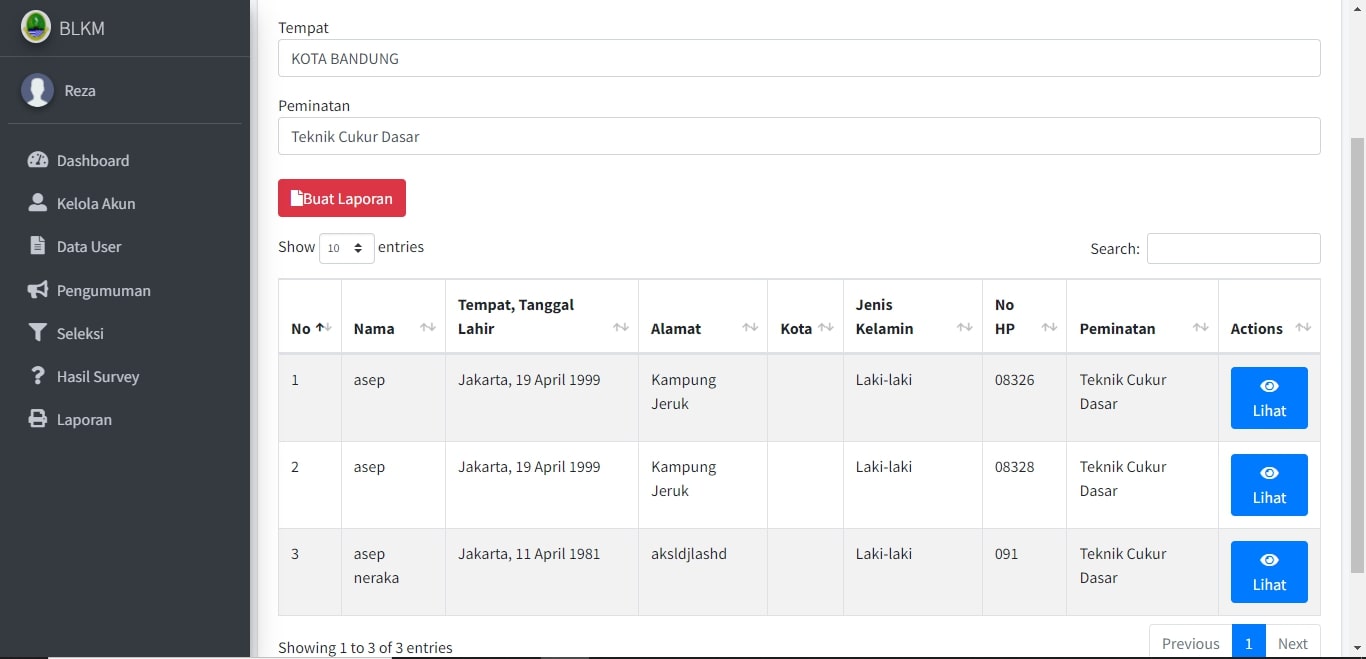 BLKM
Reza
Dashboard
Kelola Akun
Data User
Pengumuman
Seleksi
Hasil Survey
Laporan
Tempat
KOTA BANDUNG
Peminatan
Teknik Cukur Dasar
Buat Laporan
Show 10 entries
Search:
No Nama Tempat, Tanggal Lahir Alamat Kota Jenis Kelamin No HP Peminatan Actions
1 asep Jakarta, 19 April 1999 Kampung Jeruk Laki-laki 08326 Teknik Cukur Dasar Lihat
2 asep Jakarta, 19 April 1999 Kampung Jeruk Laki-laki 08328 Teknik Cukur Dasar Lihat
3 asep neraka Jakarta, 11 April 1981 aksldjlashd Laki-laki 091 Teknik Cukur Dasar Lihat
Showing 1 to 3 of 3 entries
Previous 1 Next